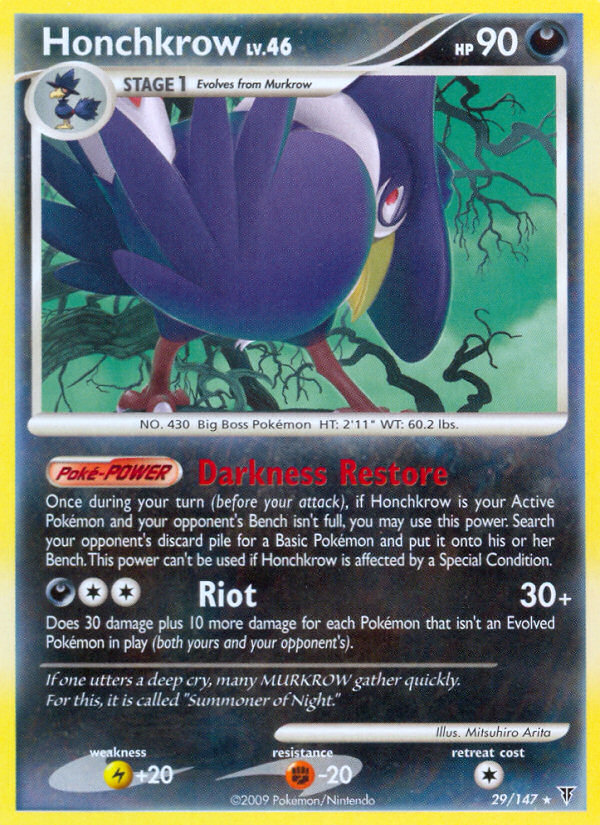 Honchkrow LV.46 HP 90
STAGE 1 Evolves from Murkrow
NO. 430 Big Boss Pokémon HT: 2'11" WT: 60.2 lbs.
Poké-POWER Darkness Restore
Once during your turn (before your attack), if Honchkrow is your Active
Pokémon and your opponent's Bench isn't full, you may use this power. Search
your opponent's discard pile for a Basic Pokémon and put it onto his or her
Bench. This power can't be used if Honchkrow is affected by a Special Condition.
Riot 30+
Does 30 damage plus 10 more damage for each Pokémon that isn't an Evolved
Pokémon in play (both yours and your opponent's).
If one utters a deep cry, many MURKROW gather quickly.
For this, it is called "Summoner of Night."
Illus. Mitsuhiro Arita
weakness resistance retreat cost
+20 -20
©2009 Pokémon/Nintendo 29/147 ★